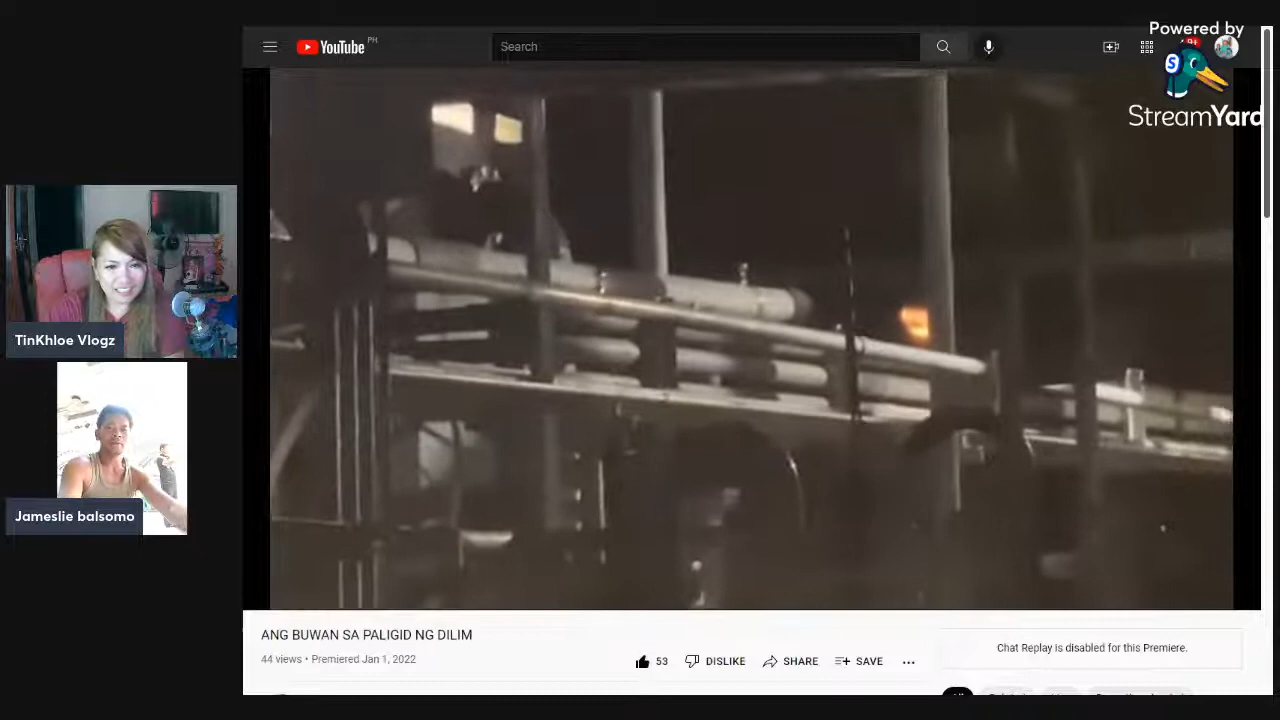 Powered by
StreamYard
YouTube PH
Search
9+
TinKhloe Vlogz
Jameslie balsomo
ANG BUWAN SA PALIGID NG DILIM
44 views • Premiered Jan 1, 2022
53
DISLIKE
SHARE
SAVE
Chat Replay is disabled for this Premiere.